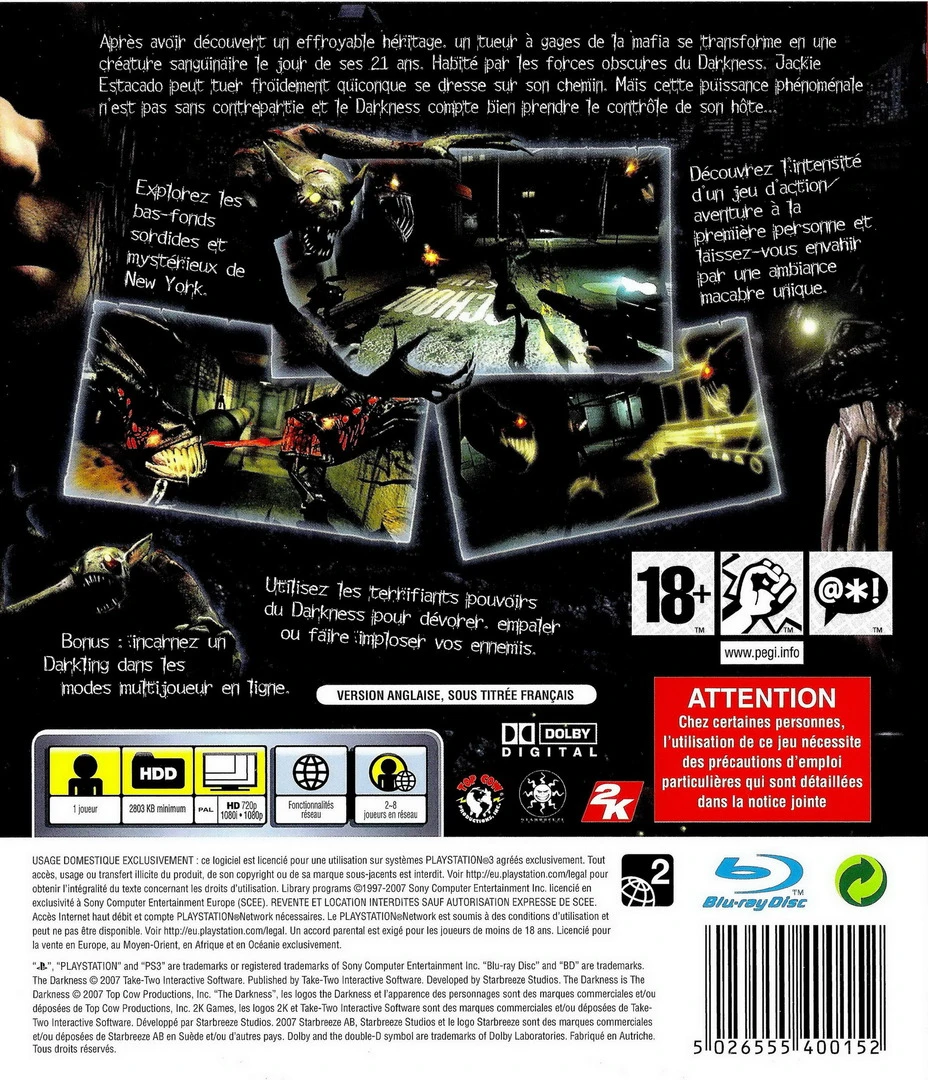 Après avoir découvert un effroyable héritage, un tueur à gages de la mafia se transforme en une
créature sanguinaire le jour de ses 21 ans. Habité par les forces obscures du Darkness, Jackie
Estacado peut tuer froidement quiconque se dresse sur son chemin. Mais cette puissance phénoménale
n'est pas sans contrepartie et le Darkness compte bien prendre le contrôle de son hôte...
Explorez les
bas-fonds
sordides et
mystérieux de
New York.
Découvrez l'intensité
d'un jeu d'action/
aventure à la
première personne et
laissez-vous envahir
par une ambiance
macabre unique.
Utilisez les terrifiants pouvoirs
du Darkness pour dévorer, empaler
ou faire imploser vos ennemis.
Bonus : incarnez un
Darkling dans les
modes multijoueur en ligne.
18+
TM
TM
@*!
TM
www.pegi.info
VERSION ANGLAISE, SOUS TITRÉE FRANÇAIS
ATTENTION
Chez certaines personnes,
l'utilisation de ce jeu nécessite
des précautions d'emploi
particulières qui sont détaillées
dans la notice jointe
DOLBY
DIGITAL
HDD
1 joueur
2803 KB minimum
PAL
HD 720p
1080i • 1080p
Fonctionnalités
réseau
2-8
joueurs en réseau
TOP COW
PRODUCTIONS, INC.
STARBREEZE
2K
USAGE DOMESTIQUE EXCLUSIVEMENT : ce logiciel est licencié pour une utilisation sur systèmes PLAYSTATION®3 agréés exclusivement. Tout
accès, usage ou transfert illicite du produit, de son copyright ou de sa marque sous-jacents est interdit. Voir http://eu.playstation.com/legal pour
obtenir l'intégralité du texte concernant les droits d'utilisation. Library programs ©1997-2007 Sony Computer Entertainment Inc. licencié en
exclusivité à Sony Computer Entertainment Europe (SCEE). REVENTE ET LOCATION INTERDITES SAUF AUTORISATION EXPRESSE DE SCEE.
Accès Internet haut débit et compte PLAYSTATION®Network nécessaires. Le PLAYSTATION®Network est soumis à des conditions d'utilisation et
peut ne pas être disponible. Voir http://eu.playstation.com/legal. Un accord parental est exigé pour les joueurs de moins de 18 ans. Licencié pour
la vente en Europe, au Moyen-Orient, en Afrique et en Océanie exclusivement.
2
Blu-ray Disc
TM
"", "PLAYSTATION" and "PS3" are trademarks or registered trademarks of Sony Computer Entertainment Inc. "Blu-ray Disc" and "BD" are trademarks.
The Darkness © 2007 Take-Two Interactive Software. Published by Take-Two Interactive Software. Developed by Starbreeze Studios. The Darkness is The
Darkness © 2007 Top Cow Productions, Inc. "The Darkness", les logos the Darkness et l'apparence des personnages sont des marques commerciales et/ou
déposées de Top Cow Productions, Inc. 2K Games, les logos 2K et Take-Two Interactive Software sont des marques commerciales et/ou déposées de Take-
Two Interactive Software. Développé par Starbreeze Studios. 2007 Starbreeze AB, Starbreeze Studios et le logo Starbreeze sont des marques commerciales
et/ou déposées de Starbreeze AB en Suède et/ou d'autres pays. Dolby and the double-D symbol are trademarks of Dolby Laboratories. Fabriqué en Autriche.
Tous droits réservés.
5 026555 400152